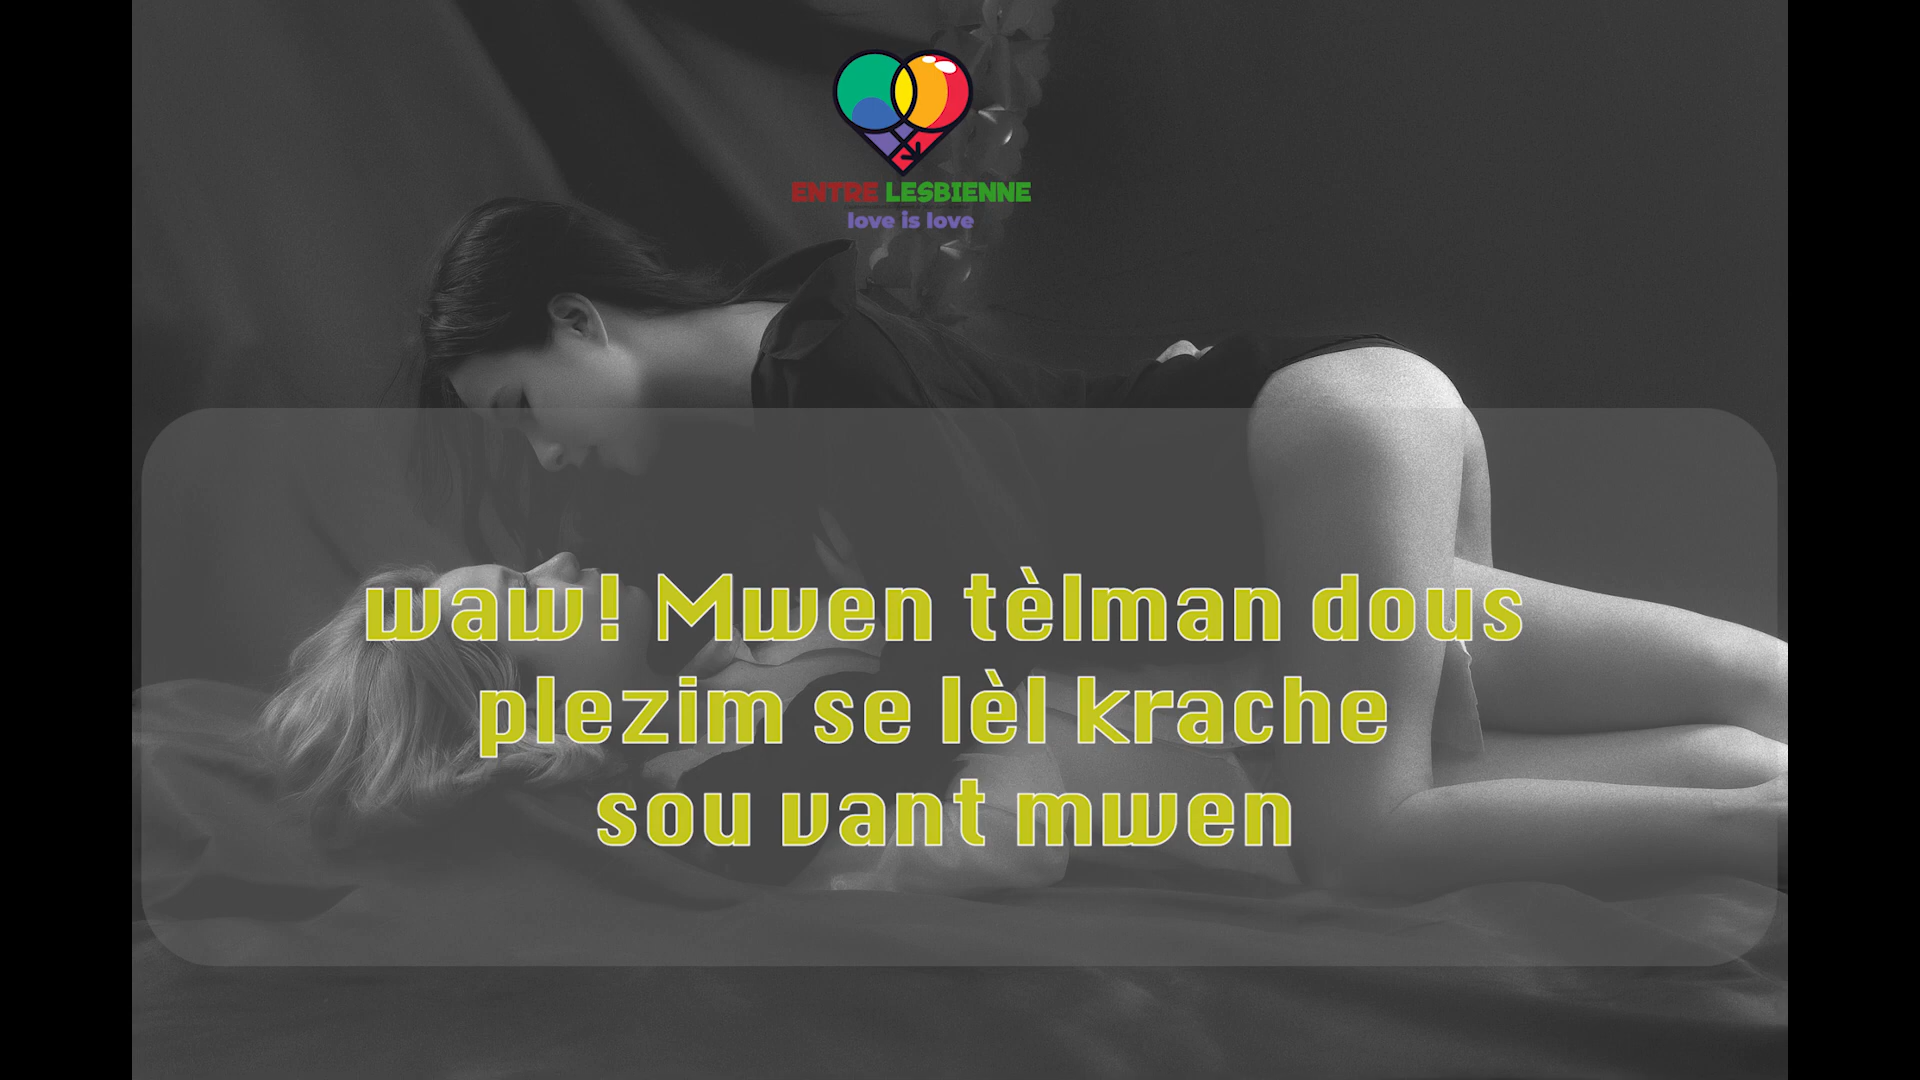 ENTRE LESBIENNE
love is love
waw! Mwen tèlman dous
plezim se lèl krache
sou vant mwen